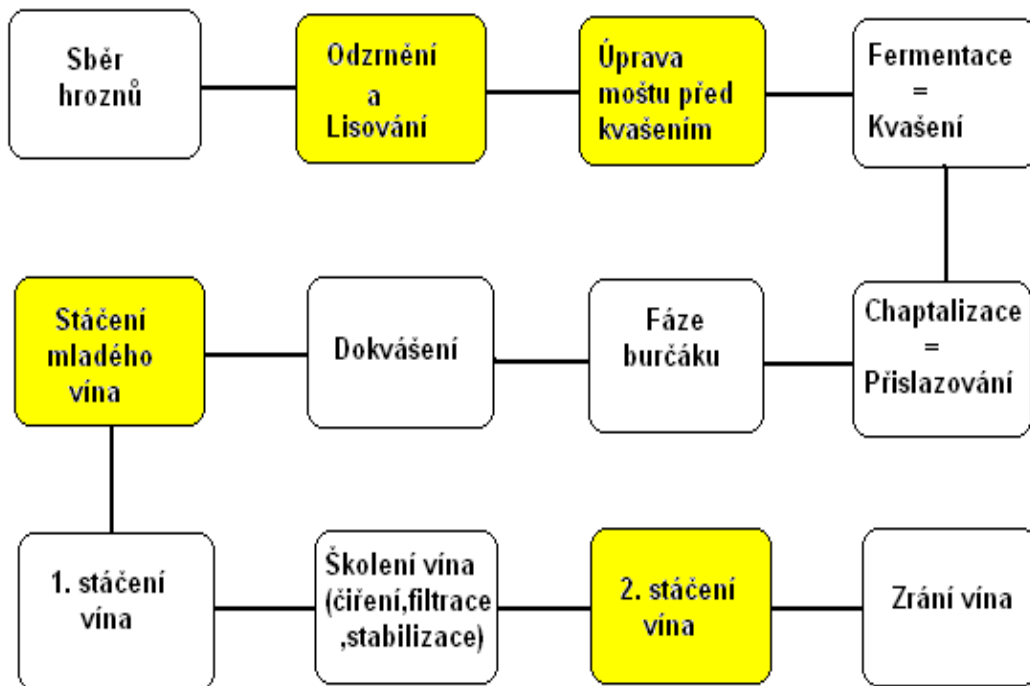 Sběr
hroznů
Odzrnění
a
Lisování
Úprava
moštu před
kvašením
Fermentace
=
Kvašení
Chaptalizace
=
Přislazování
Fáze
burčáku
Dokvášení
Stáčení
mladého
vína
1. stáčení
vína
Školení vína
(čiření,filtrace
,stabilizace)
2. stáčení
vína
Zrání vína